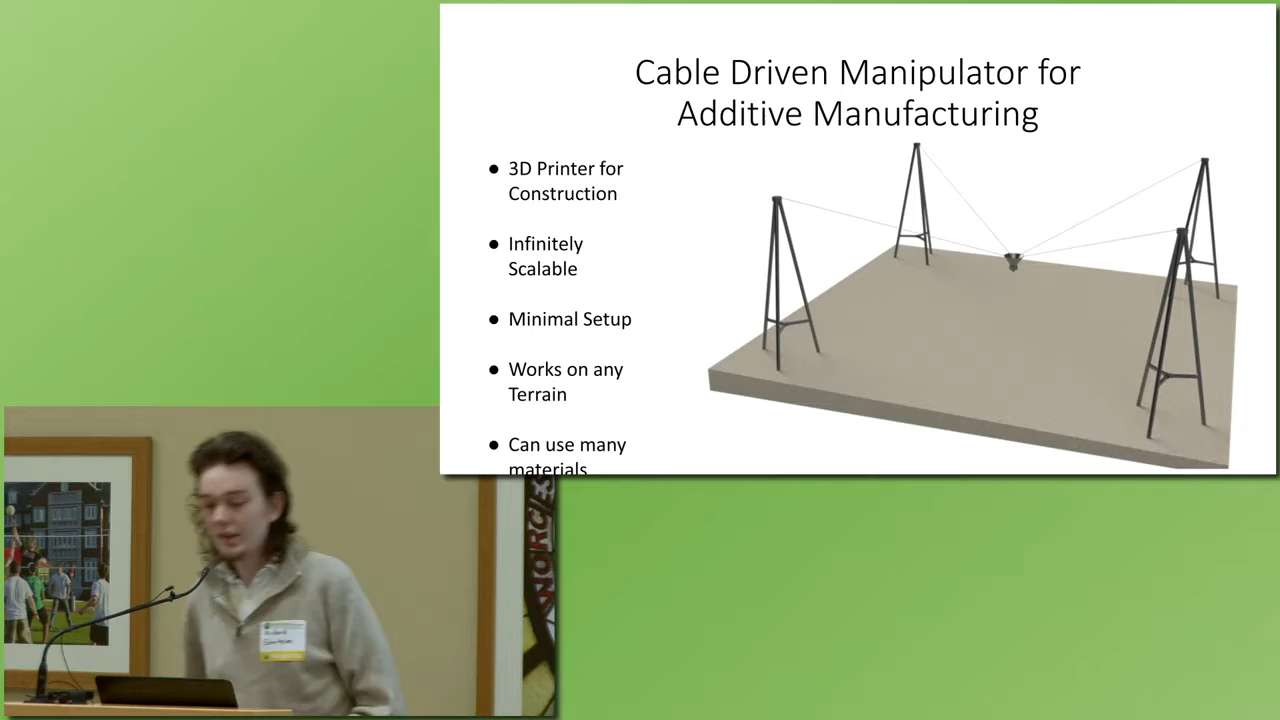 Cable Driven Manipulator for
Additive Manufacturing
● 3D Printer for
Construction
● Infinitely
Scalable
● Minimal Setup
● Works on any
Terrain
● Can use many
materials
WORCES